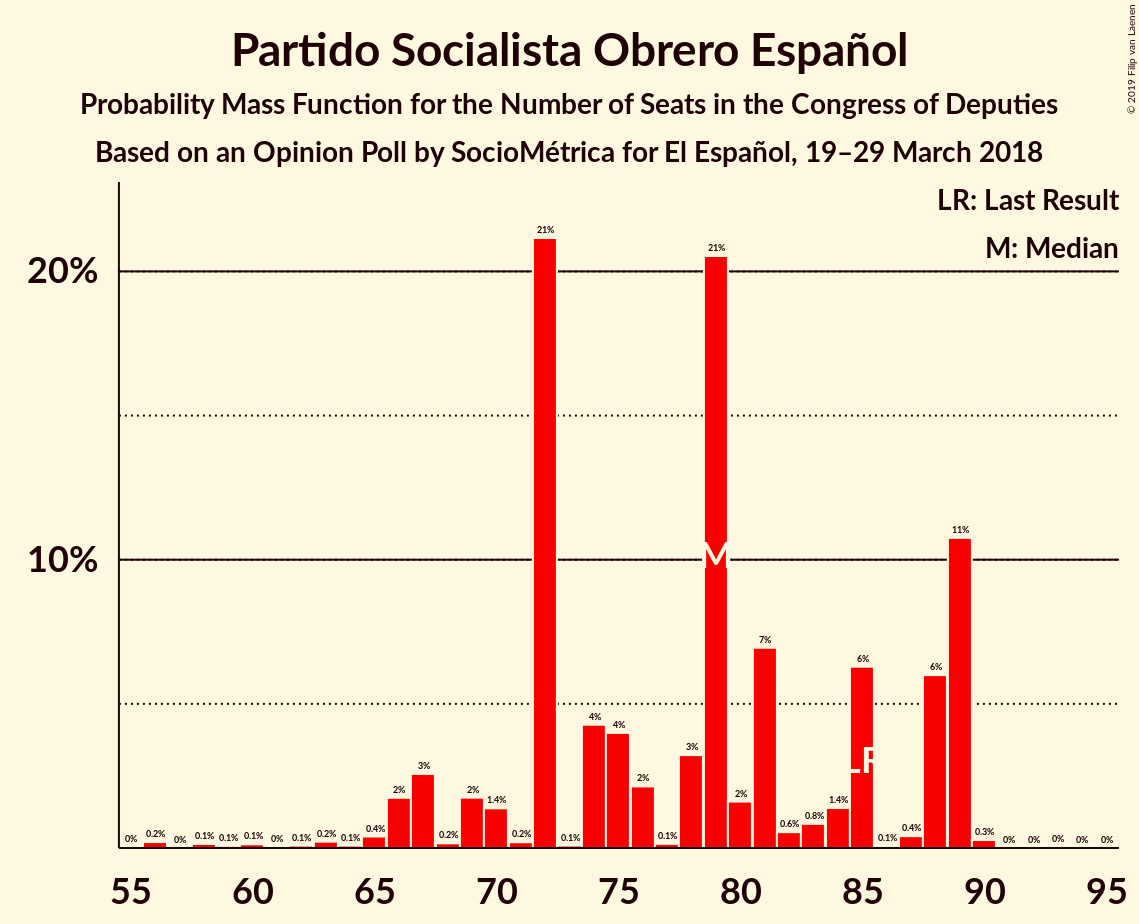 Partido Socialista Obrero Español
Probability Mass Function for the Number of Seats in the Congress of Deputies
Based on an Opinion Poll by SocioMétrica for El Español, 19–29 March 2018
© 2019 Filip van Laenen
LR: Last Result
M: Median
20%
10%
0% 0.2% 0% 0.1% 0.1% 0.1% 0% 0.1% 0.2% 0.1% 0.4% 2% 3% 0.2% 2% 1.4% 0.2% 21% 0.1% 4% 4% 2% 0.1% 3% 21% 2% 7% 0.6% 0.8% 1.4% 6% 0.1% 0.4% 6% 11% 0.3% 0% 0% 0% 0% 0%
M
LR
55 60 65 70 75 80 85 90 95